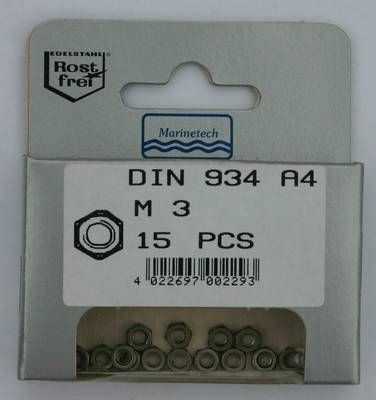 EDELSTAHL
Rost
frei
Marinetech
DIN 934 A4
M 3
15 PCS
4 022697 002293